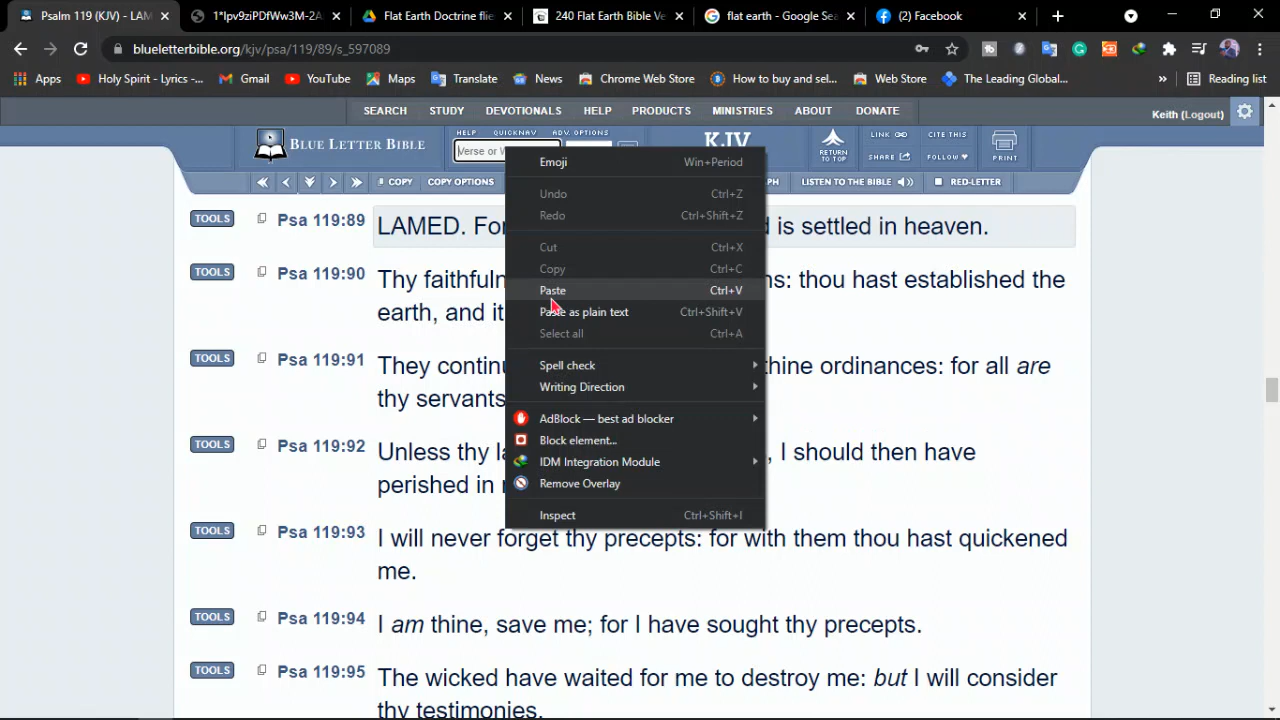 Psalm 119 (KJV) - LAM
1*lpv9ziPDfWw3M-2A
Flat Earth Doctrine flie
240 Flat Earth Bible Ve
flat earth - Google Sea
(2) Facebook
blueletterbible.org/kjv/psa/119/89/s_597089
Apps
Holy Spirit - Lyrics -...
Gmail
YouTube
Maps
Translate
News
Chrome Web Store
How to buy and sel...
Web Store
The Leading Global...
»
Reading list
SEARCH STUDY DEVOTIONALS HELP PRODUCTS MINISTRIES ABOUT DONATE
Keith (Logout)
HELP QUICKNAV ADV. OPTIONS
BLUE LETTER BIBLE
Verse or W
KJV
RETURN TO TOP
LINK
CITE THIS
SHARE
FOLLOW
PRINT
COPY COPY OPTIONS
PH LISTEN TO THE BIBLE RED-LETTER
Emoji Win+Period
Undo Ctrl+Z
Redo Ctrl+Shift+Z
Cut Ctrl+X
Copy Ctrl+C
Paste Ctrl+V
Paste as plain text Ctrl+Shift+V
Select all Ctrl+A
Spell check
Writing Direction
AdBlock — best ad blocker
Block element...
IDM Integration Module
Remove Overlay
Inspect Ctrl+Shift+I
TOOLS Psa 119:89 LAMED. For is settled in heaven.
TOOLS Psa 119:90 Thy faithfuln ns: thou hast established the
earth, and it
TOOLS Psa 119:91 They continu thine ordinances: for all are
thy servants
TOOLS Psa 119:92 Unless thy la , I should then have
perished in
TOOLS Psa 119:93 I will never forget thy precepts: for with them thou hast quickened
me.
TOOLS Psa 119:94 I am thine, save me; for I have sought thy precepts.
TOOLS Psa 119:95 The wicked have waited for me to destroy me: but I will consider
thy testimonies.